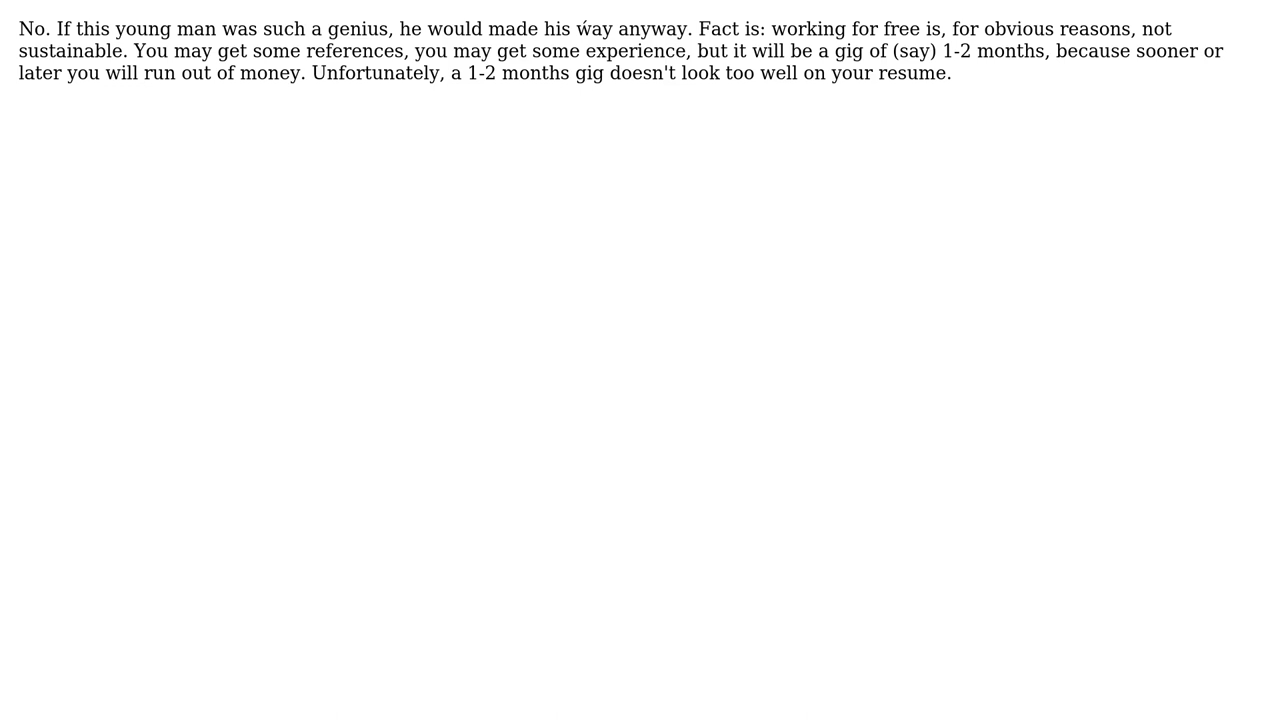 No. If this young man was such a genius, he would made his ẃay anyway. Fact is: working for free is, for obvious reasons, not
sustainable. You may get some references, you may get some experience, but it will be a gig of (say) 1-2 months, because sooner or
later you will run out of money. Unfortunately, a 1-2 months gig doesn't look too well on your resume.